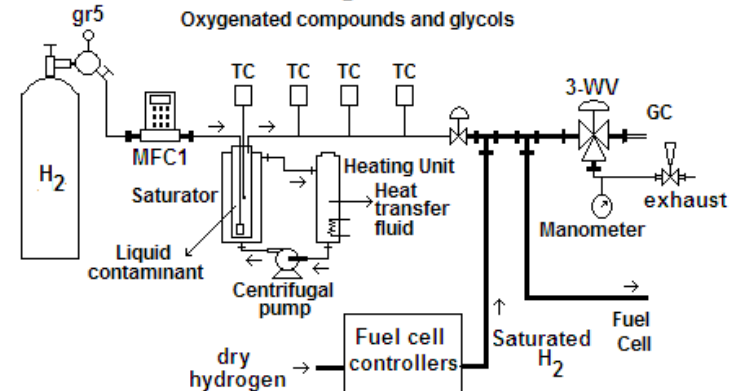 gr5
Oxygenated compounds and glycols
TC
TC
TC
TC
3-WV
GC
MFC1
H2
Saturator
Heating Unit
Heat
transfer
fluid
exhaust
Manometer
Liquid
contaminant
Centrifugal
pump
Fuel
Cell
Fuel cell
controllers
Saturated
H2
dry
hydrogen